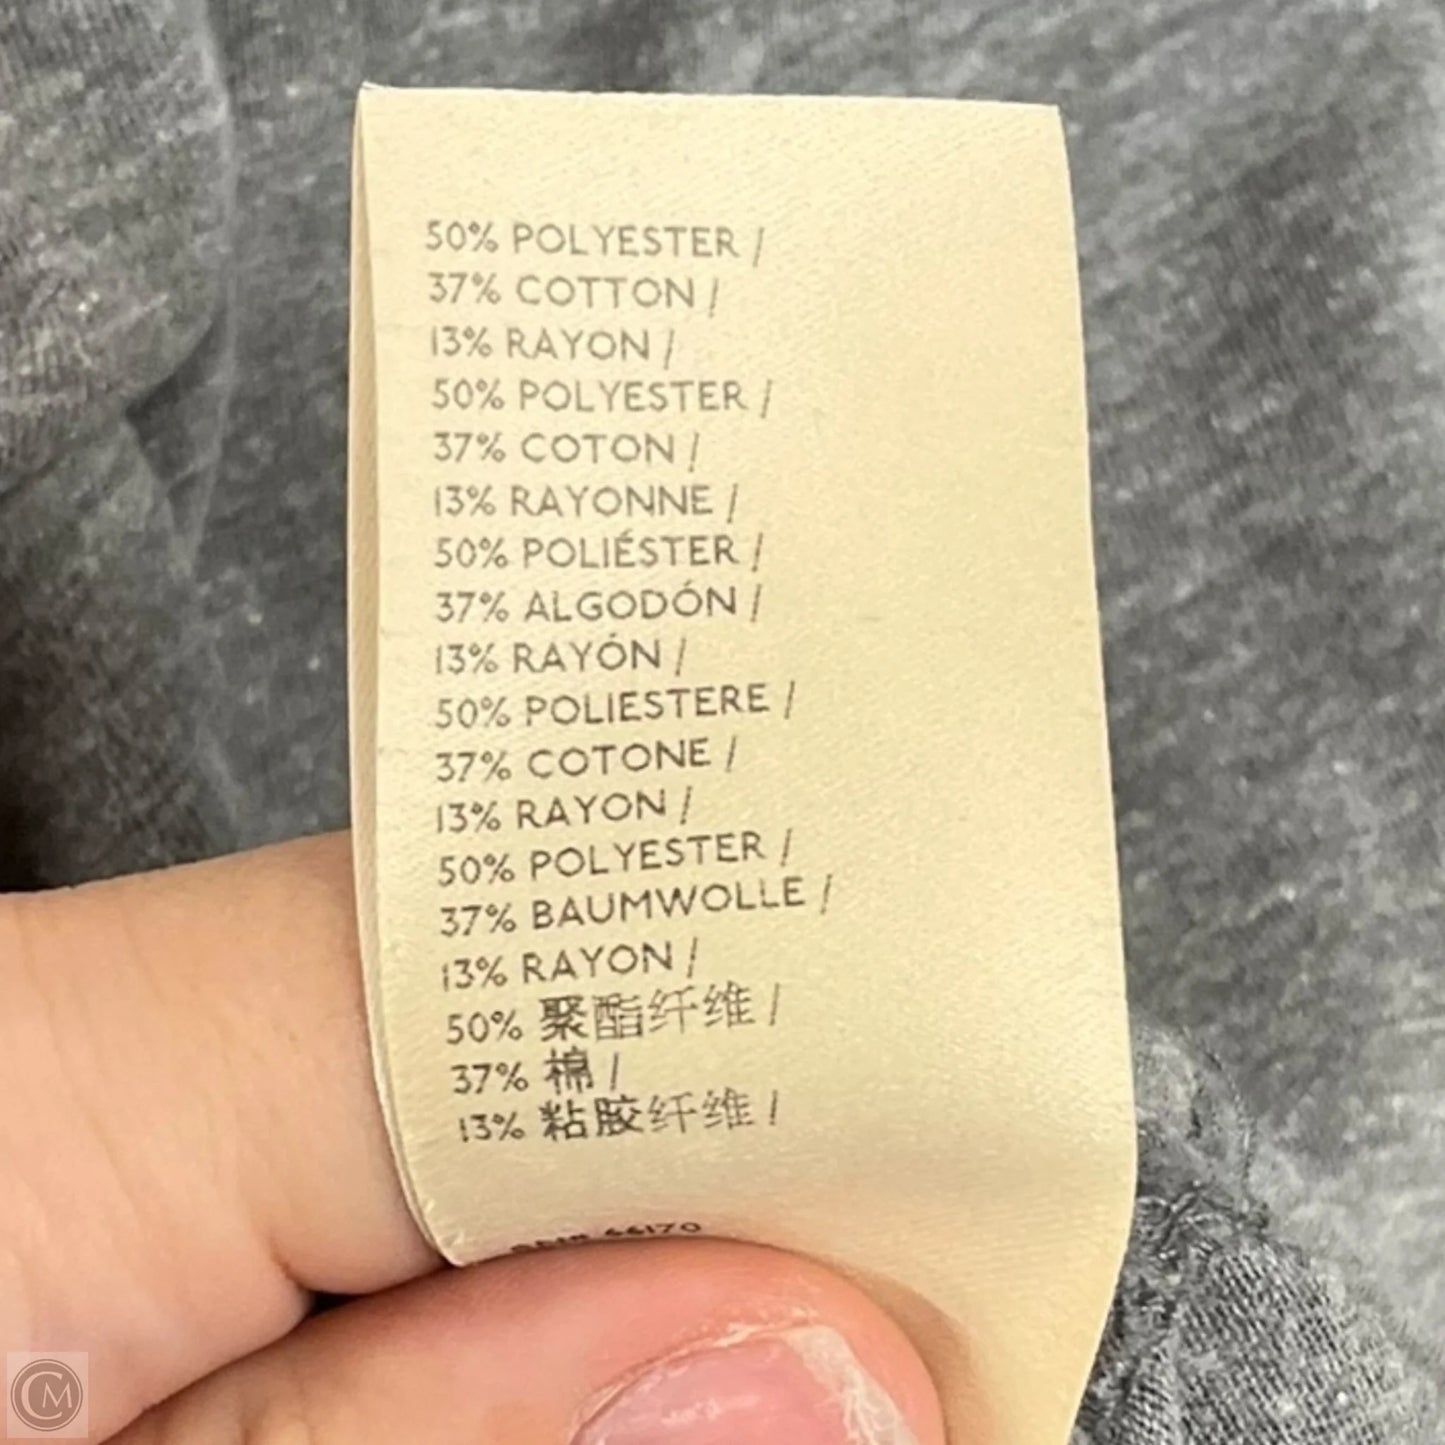 50% POLYESTER /
37% COTTON /
13% RAYON /
50% POLYESTER /
37% COTON /
13% RAYONNE /
50% POLIÉSTER /
37% ALGODÓN /
13% RAYÓN /
50% POLIESTERE /
37% COTONE /
13% RAYON /
50% POLYESTER /
37% BAUMWOLLE /
13% RAYON /
50% 聚酯纤维 /
37% 棉 /
13% 粘胶纤维 /
66170
CM